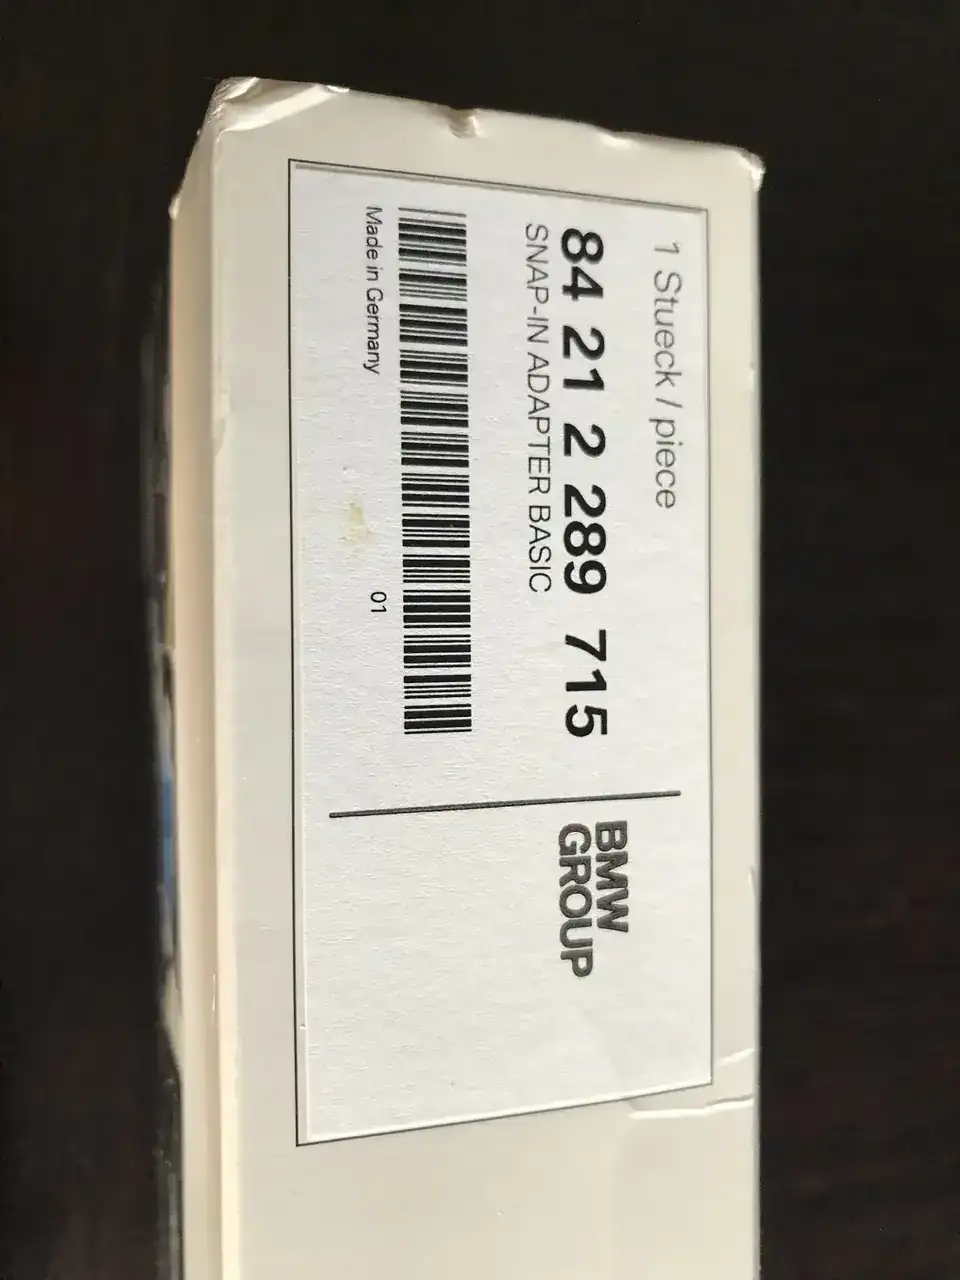 1 Stueck / piece
84 21 2 289 715
SNAP-IN ADAPTER BASIC
01
Made in Germany
BMW
GROUP